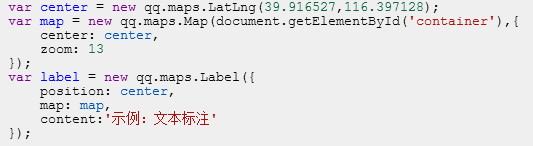 var center = new qq.maps.LatLng(39.916527,116.397128);
var map = new qq.maps.Map(document.getElementById('container'),{
    center: center,
    zoom: 13
});
var label = new qq.maps.Label({
    position: center,
    map: map,
    content:'示例: 文本标注'
});